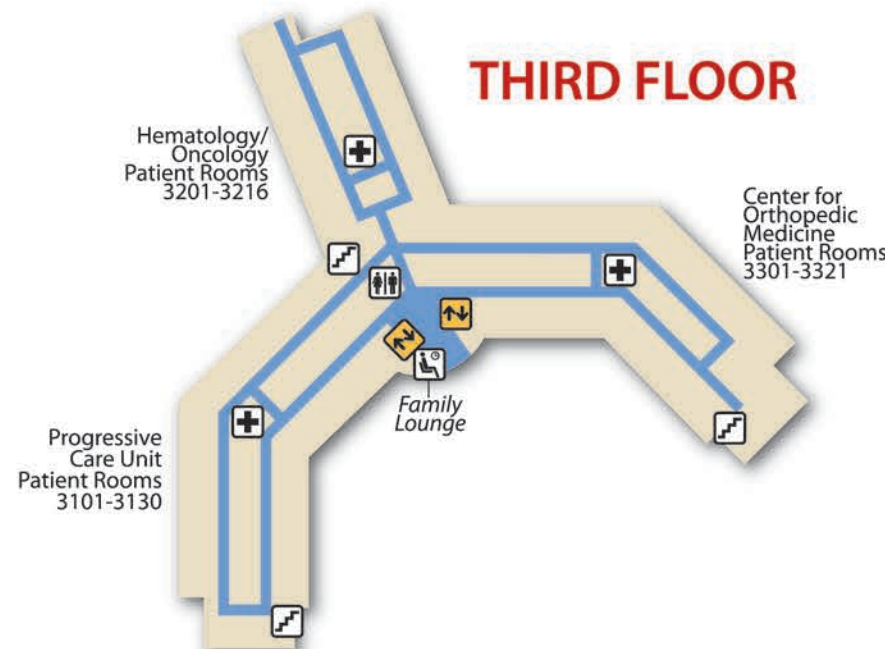 THIRD FLOOR
Hematology/
Oncology
Patient Rooms
3201-3216
Center for
Orthopedic
Medicine
Patient Rooms
3301-3321
Family
Lounge
Progressive
Care Unit
Patient Rooms
3101-3130